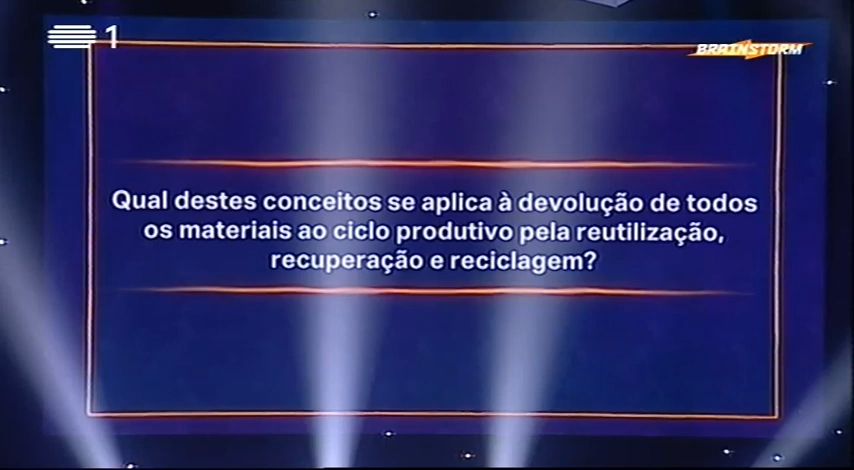 1
BRAINSTORM
Qual destes conceitos se aplica à devolução de todos
os materiais ao ciclo produtivo pela reutilização,
recuperação e reciclagem?